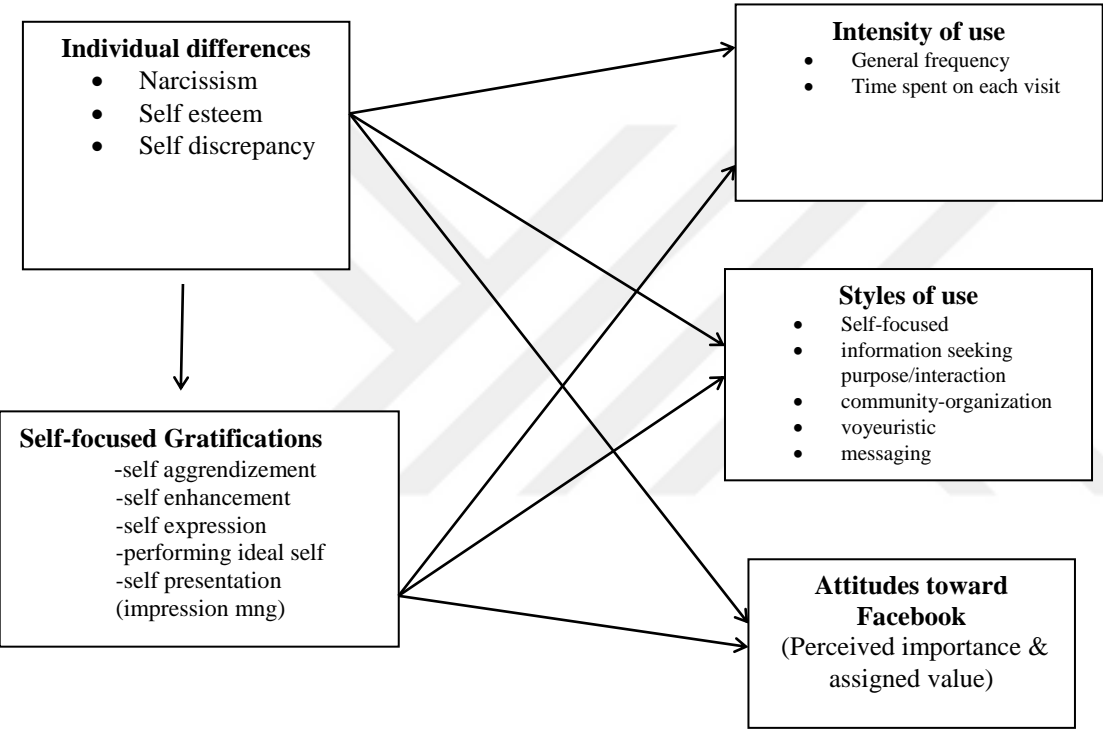 Individual differences
• Narcissism
• Self esteem
• Self discrepancy
Self-focused Gratifications
-self aggrendizement
-self enhancement
-self expression
-performing ideal self
-self presentation
(impression mng)
Intensity of use
• General frequency
• Time spent on each visit
Styles of use
• Self-focused
• information seeking
purpose/interaction
• community-organization
• voyeuristic
• messaging
Attitudes toward
Facebook
(Perceived importance &
assigned value)